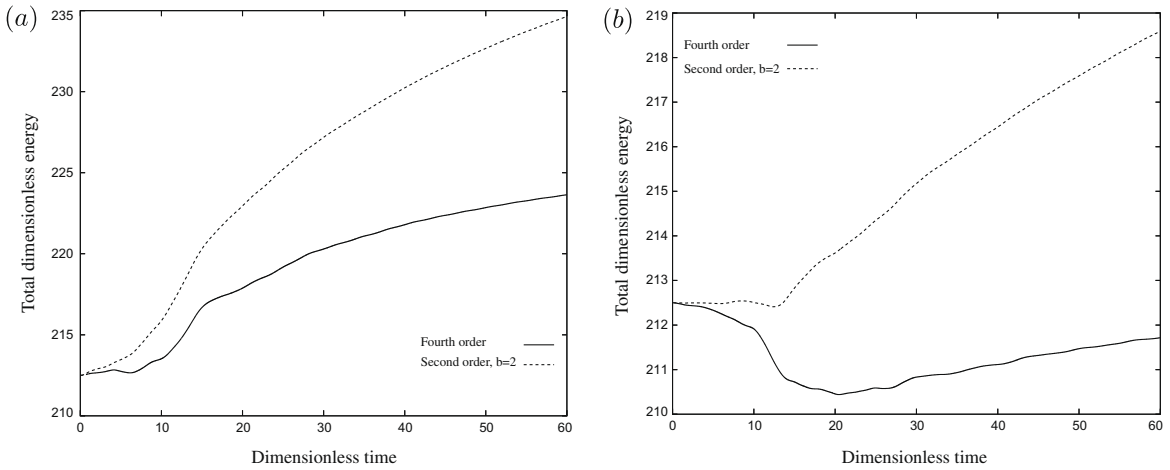 (a)
235
230
225
220
215
210
Total dimensionless energy
0 10 20 30 40 50 60
Dimensionless time
Fourth order
Second order, b=2
(b)
219
218
217
216
215
214
213
212
211
210
Total dimensionless energy
0 10 20 30 40 50 60
Dimensionless time
Fourth order
Second order, b=2